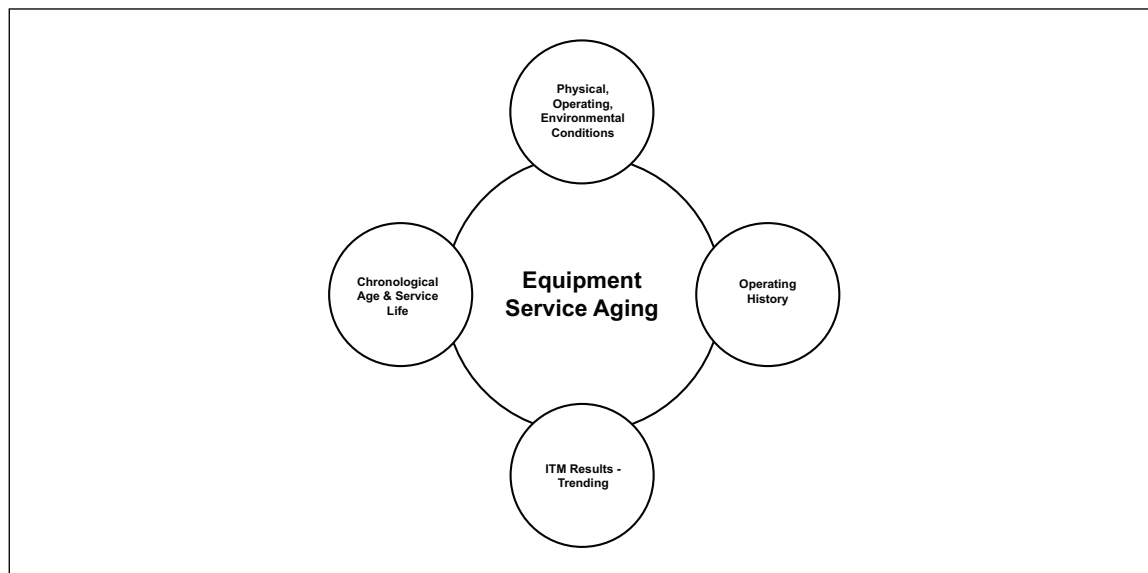 Physical,
Operating,
Environmental
Conditions
Chronological
Age & Service
Life
Equipment
Service Aging
Operating
History
ITM Results -
Trending